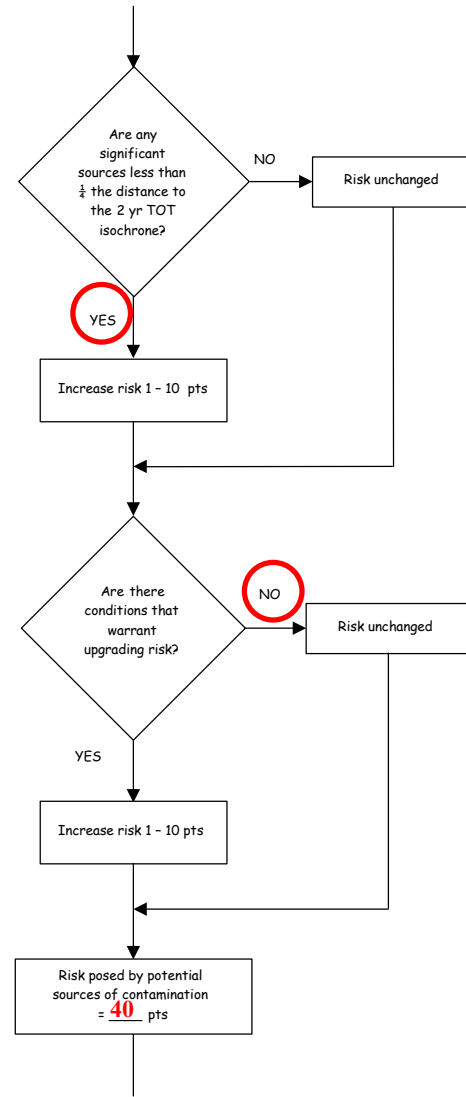 Are any
significant
sources less than
¼ the distance to
the 2 yr TOT
isochrone?
NO
Risk unchanged
YES
Increase risk 1 – 10 pts
Are there
conditions that
warrant
upgrading risk?
NO
Risk unchanged
YES
Increase risk 1 – 10 pts
Risk posed by potential
sources of contamination
= 40 pts